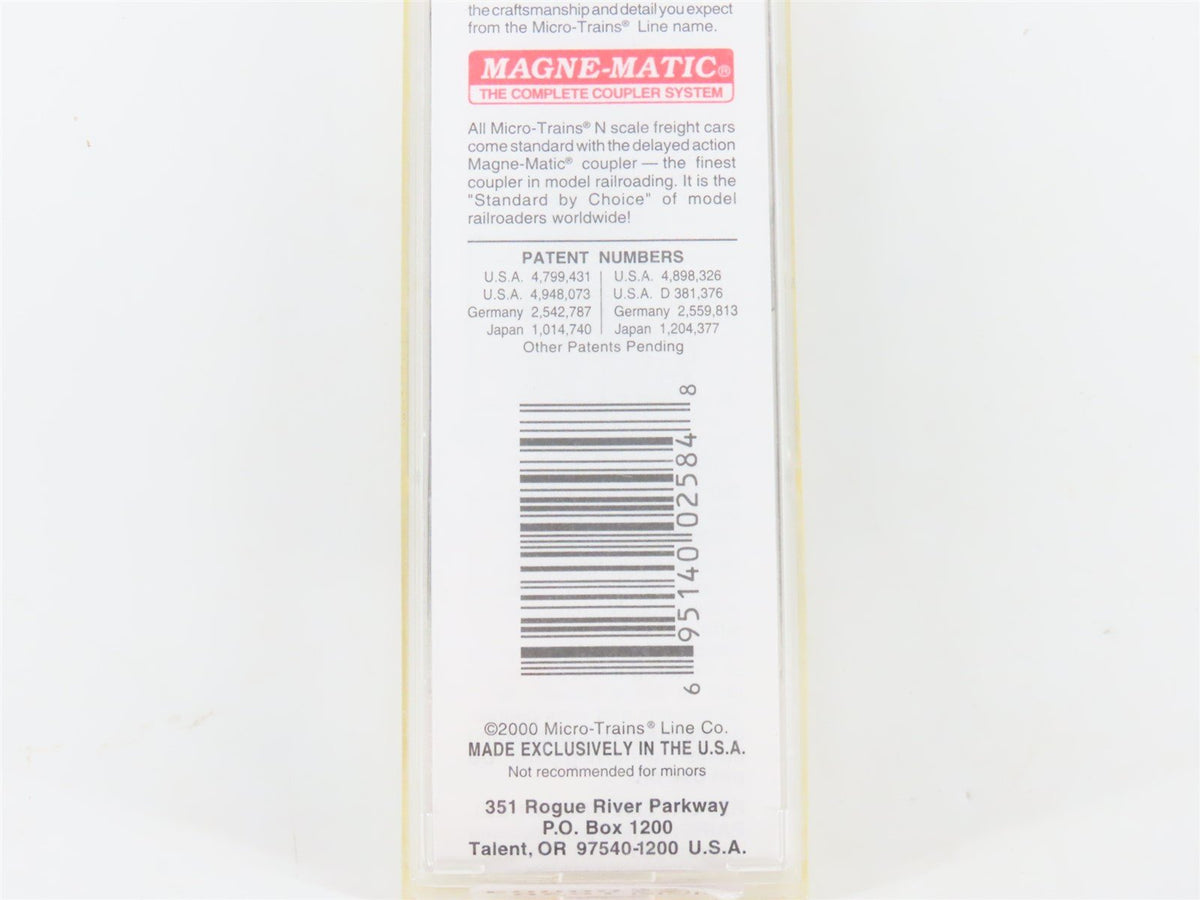 the craftsmanship and detail you expect
from the Micro-Trains® Line name.
MAGNE-MATIC®
THE COMPLETE COUPLER SYSTEM
All Micro-Trains® N scale freight cars
come standard with the delayed action
Magne-Matic® coupler — the finest
coupler in model railroading. It is the
"Standard by Choice" of model
railroaders worldwide!
PATENT NUMBERS
U.S.A. 4,799,431 | U.S.A. 4,898,326
U.S.A. 4,948,073 | U.S.A. D 381,376
Germany 2,542,787 | Germany 2,559,813
Japan 1,014,740 | Japan 1,204,377
Other Patents Pending
6 95140 02584 8
©2000 Micro-Trains® Line Co.
MADE EXCLUSIVELY IN THE U.S.A.
Not recommended for minors
351 Rogue River Parkway
P.O. Box 1200
Talent, OR 97540-1200 U.S.A.